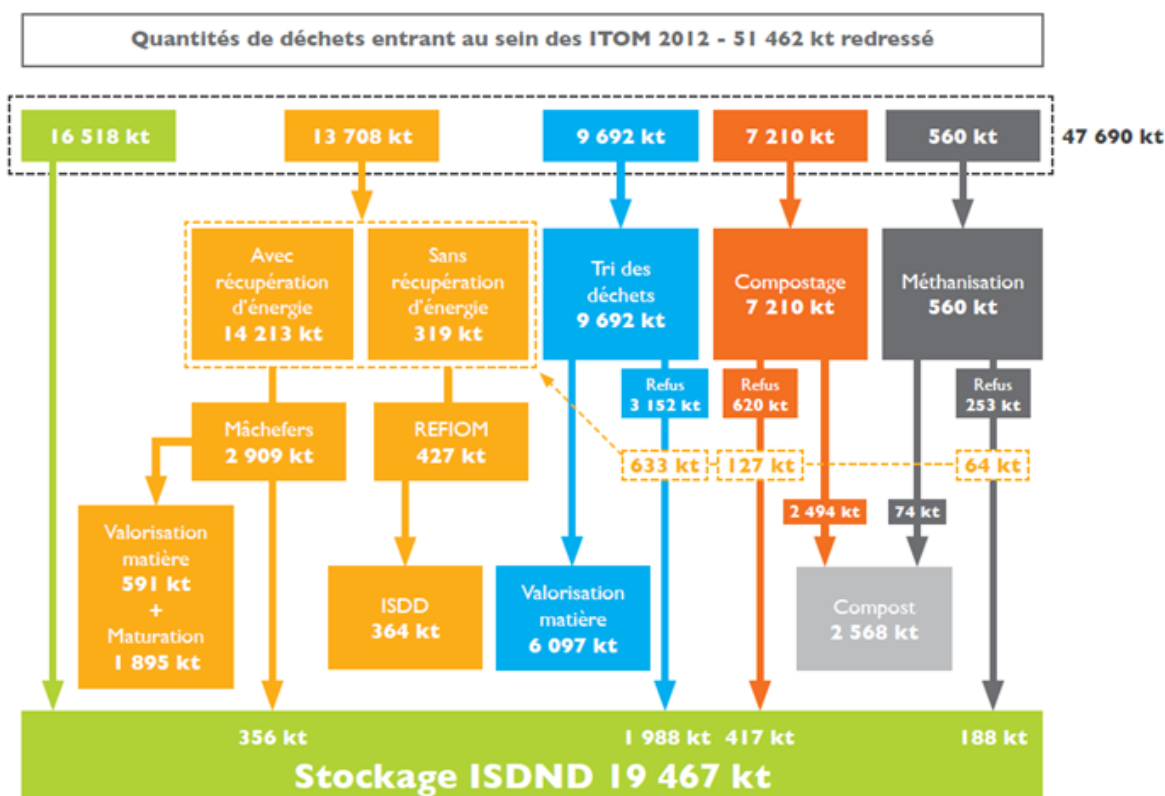 Quantités de déchets entrant au sein des ITOM 2012 - 51 462 kt redressé
16 518 kt
13 708 kt
9 692 kt
7 210 kt
560 kt
47 690 kt
Avec
récupération
d'énergie
14 213 kt
Sans
récupération
d'énergie
319 kt
Tri des
déchets
9 692 kt
Compostage
7 210 kt
Méthanisation
560 kt
Refus
3 152 kt
Refus
620 kt
Refus
253 kt
Mâchefers
2 909 kt
REFIOM
427 kt
633 kt
127 kt
64 kt
2 494 kt
74 kt
Valorisation
matière
591 kt
+
Maturation
1 895 kt
ISDD
364 kt
Valorisation
matière
6 097 kt
Compost
2 568 kt
356 kt
1 988 kt
417 kt
188 kt
Stockage ISDND 19 467 kt